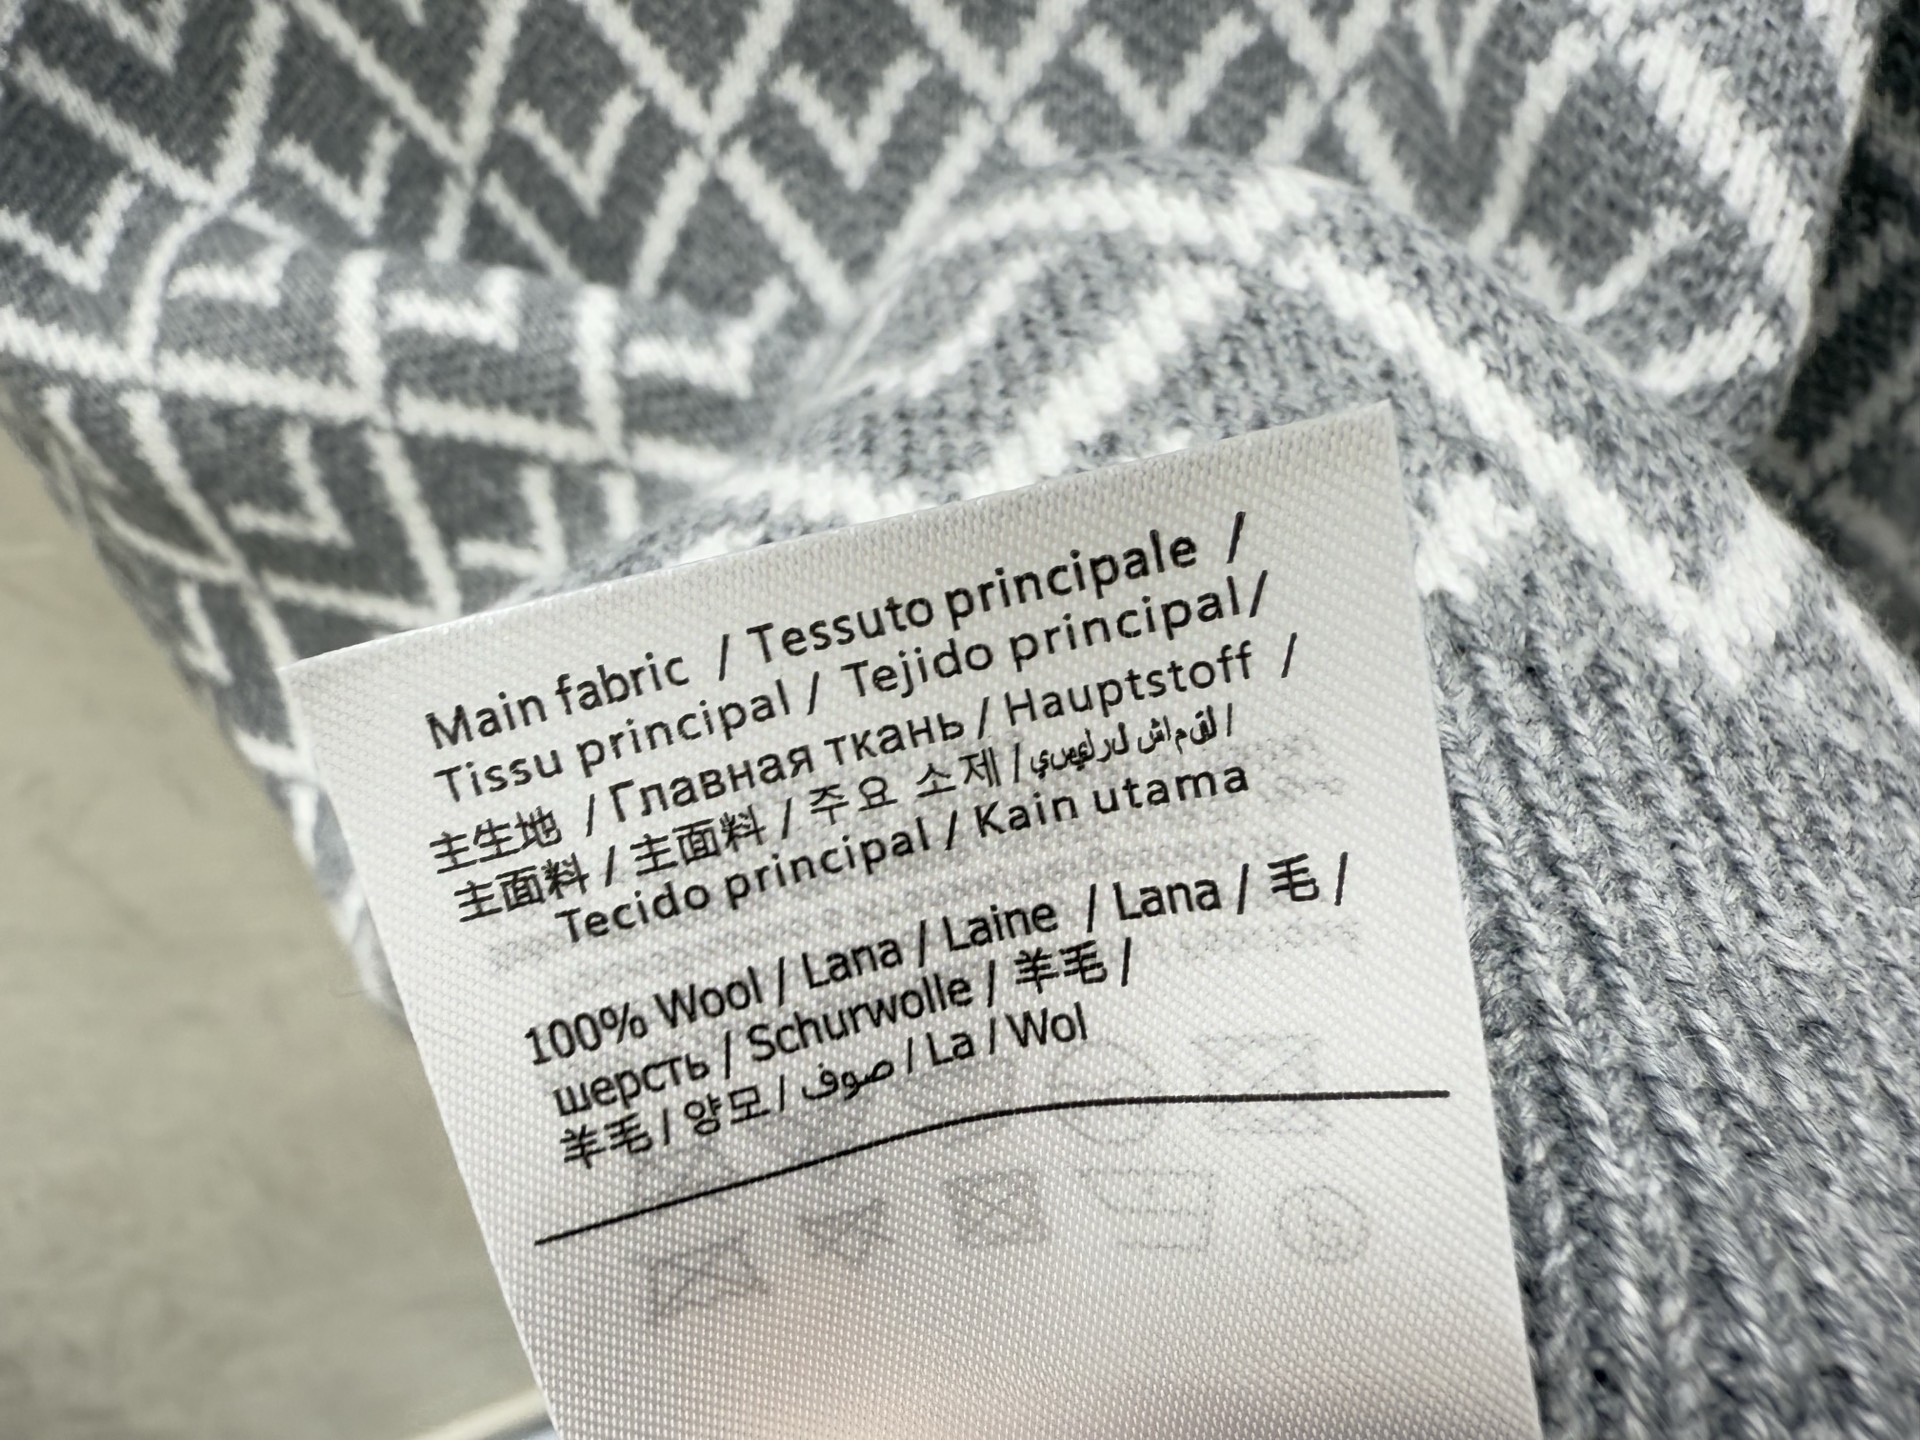 Main fabric / Tessuto principale /
Tissu principal / Tejido principal/
主生地 / Главная ткань / Hauptstoff /
主面料 / 主面料 / 주요 소제 / يسيئرلا شامقلا /
Tecido principal / Kain utama
100% Wool / Lana / Laine / Lana / 毛 /
шерсть / Schurwolle / 羊毛 /
羊毛 / 양모 / صوف / La / Wol